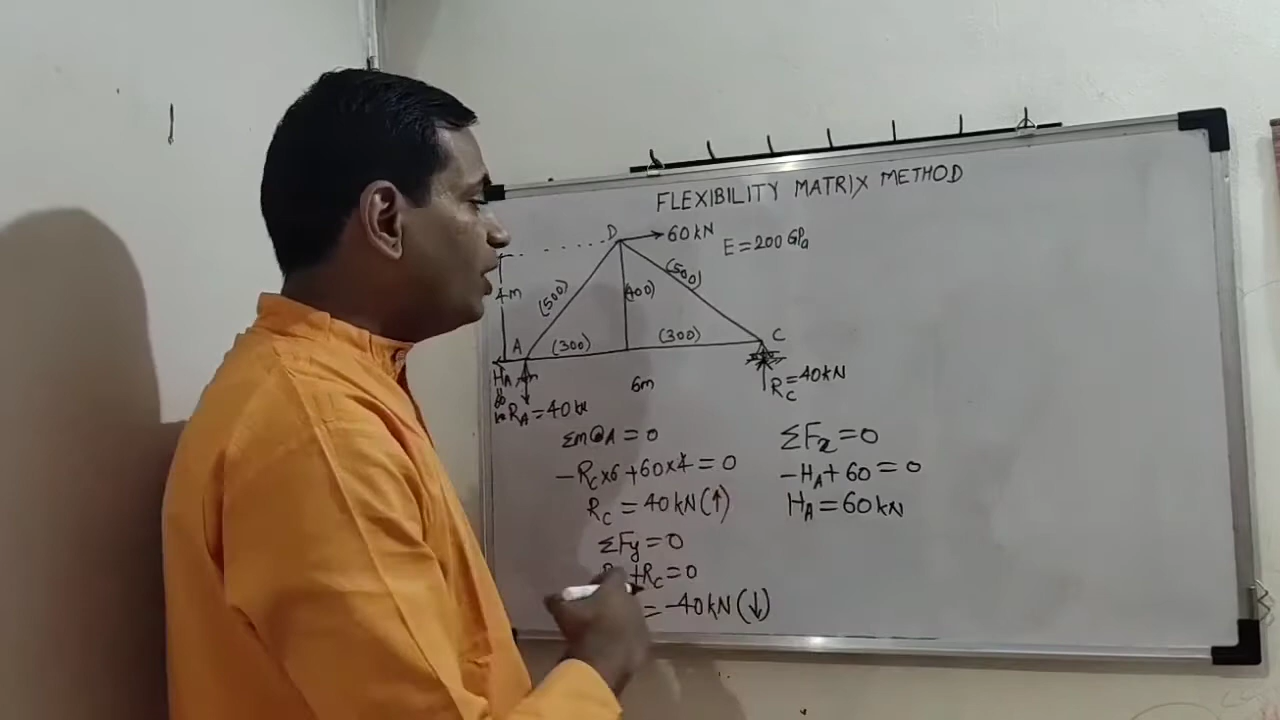 FLEXIBILITY MATRIX METHOD
D
60 kN
E = 200 GPa
4m
(500)
(400)
(500)
A
(300)
(300)
C
HA
6m
RC = 40 kN
RA = 40 kN
Σm@A = 0
-RC×6 + 60×4 = 0
RC = 40 kN (↑)
ΣFy = 0
+ RC = 0
= -40 kN (↓)
ΣFx = 0
-HA + 60 = 0
HA = 60 kN